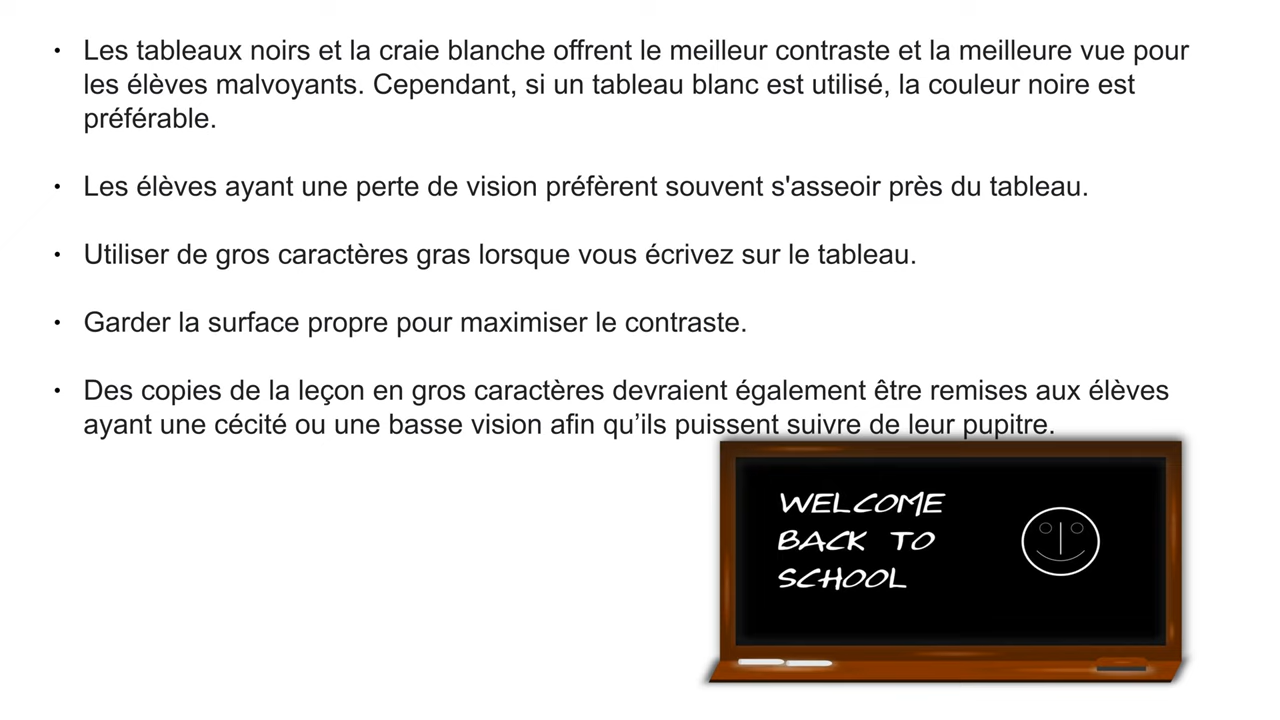 • Les tableaux noirs et la craie blanche offrent le meilleur contraste et la meilleure vue pour
les élèves malvoyants. Cependant, si un tableau blanc est utilisé, la couleur noire est
préférable.
• Les élèves ayant une perte de vision préfèrent souvent s'asseoir près du tableau.
• Utiliser de gros caractères gras lorsque vous écrivez sur le tableau.
• Garder la surface propre pour maximiser le contraste.
• Des copies de la leçon en gros caractères devraient également être remises aux élèves
ayant une cécité ou une basse vision afin qu’ils puissent suivre de leur pupitre.
WELCOME
BACK TO
SCHOOL